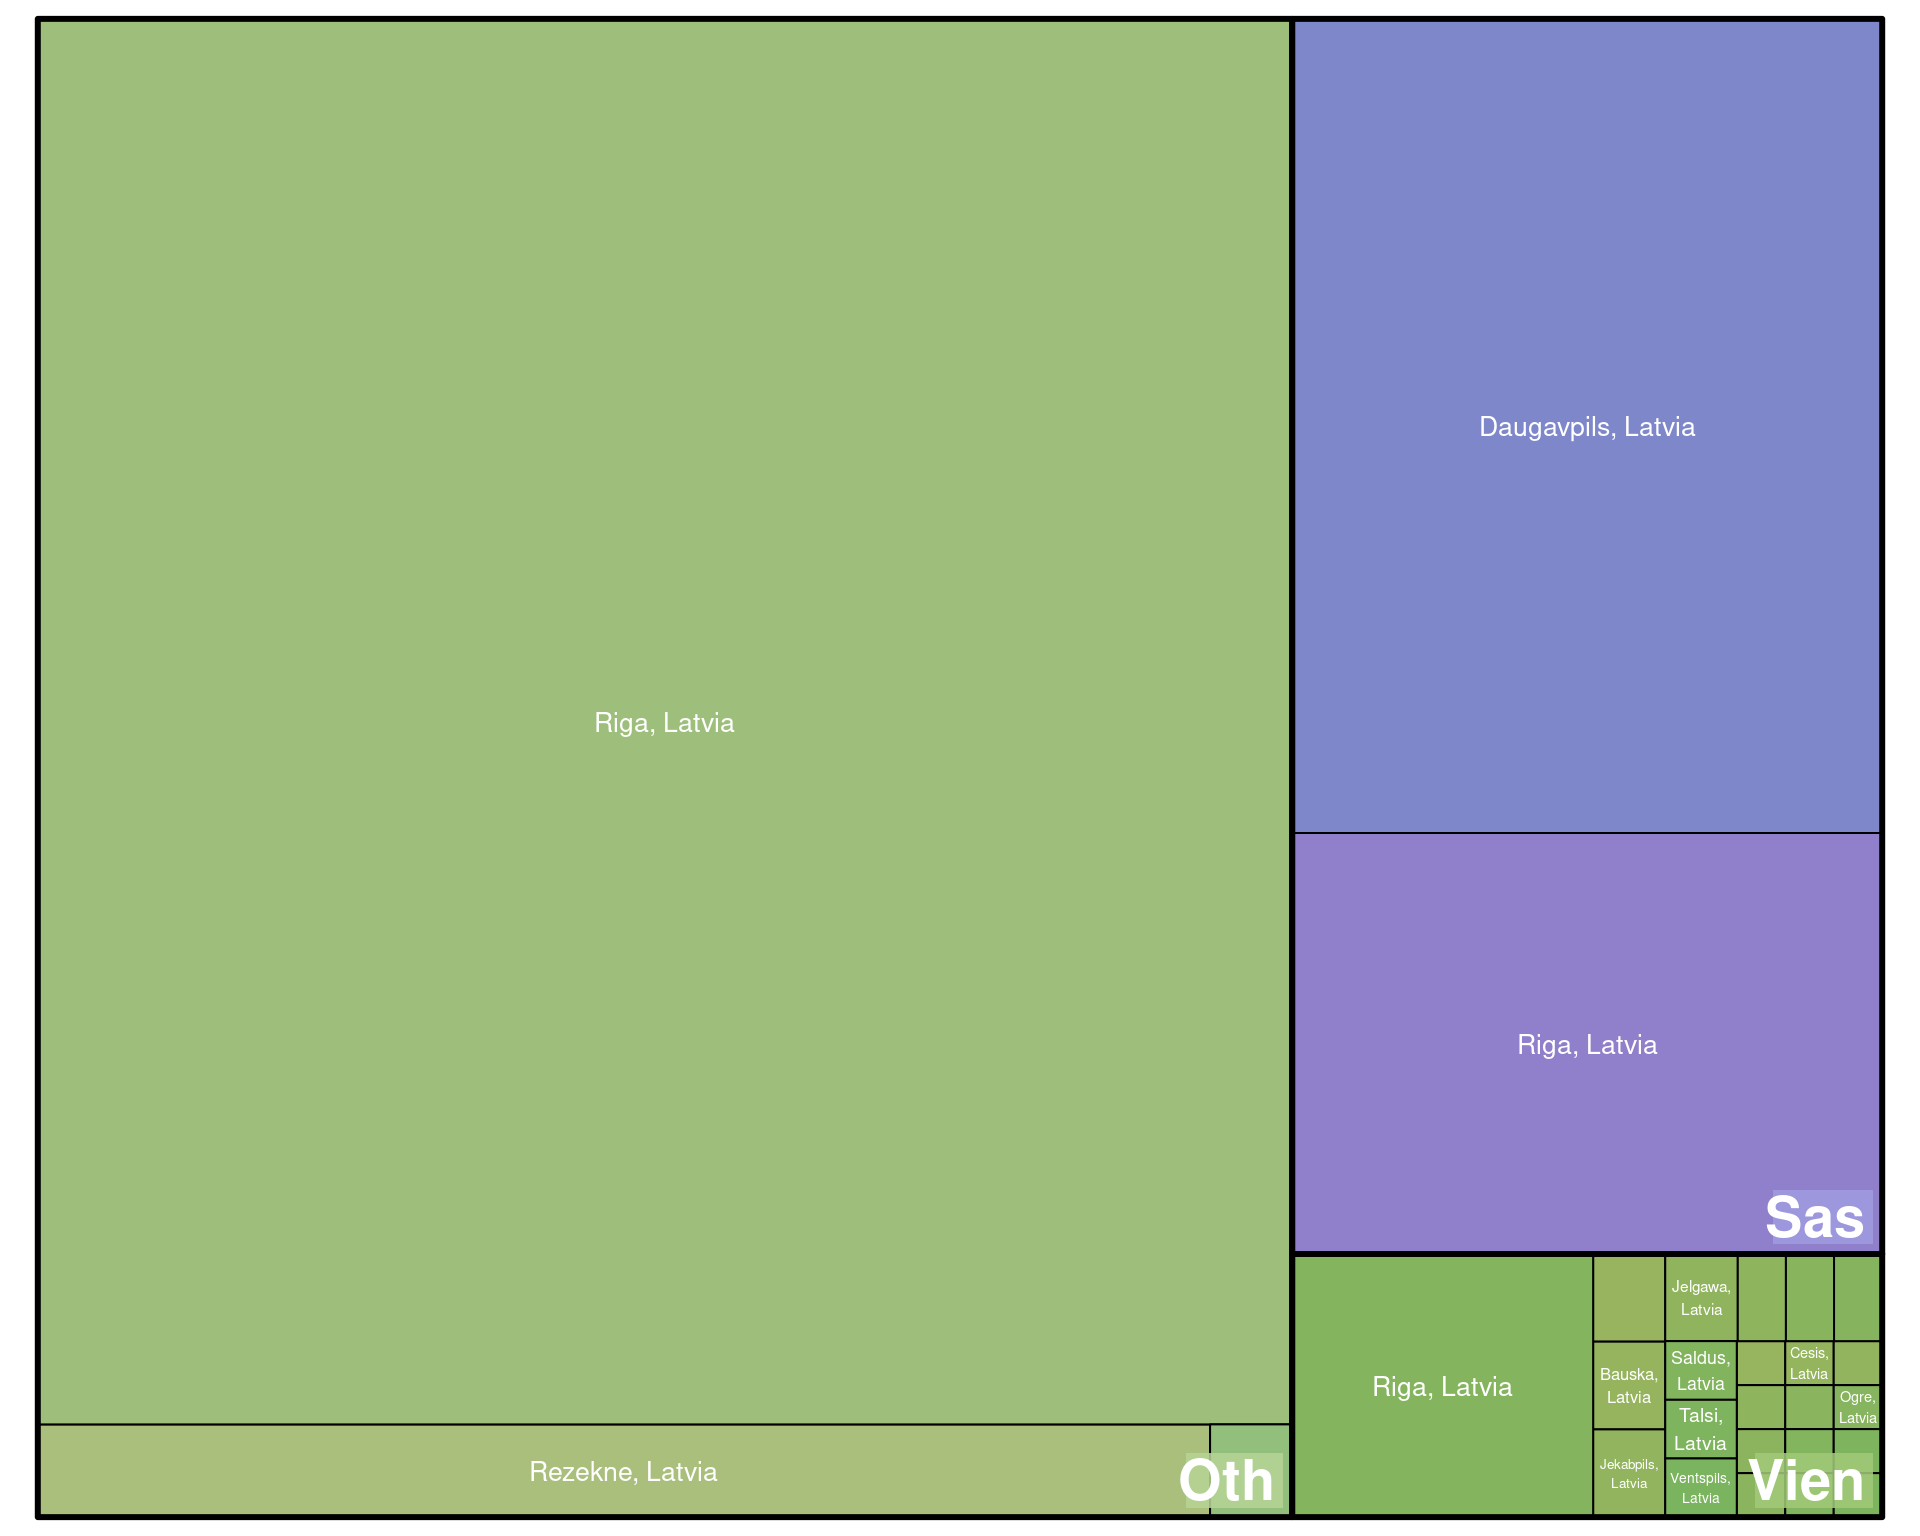 Riga, Latvia
Rezekne, Latvia
Oth
Daugavpils, Latvia
Riga, Latvia
Sas
Riga, Latvia
Bauska,
Latvia
Jekabpils,
Latvia
Jelgawa,
Latvia
Saldus,
Latvia
Talsi,
Latvia
Ventspils,
Latvia
Cesis,
Latvia
Ogre,
Latvia
Vien